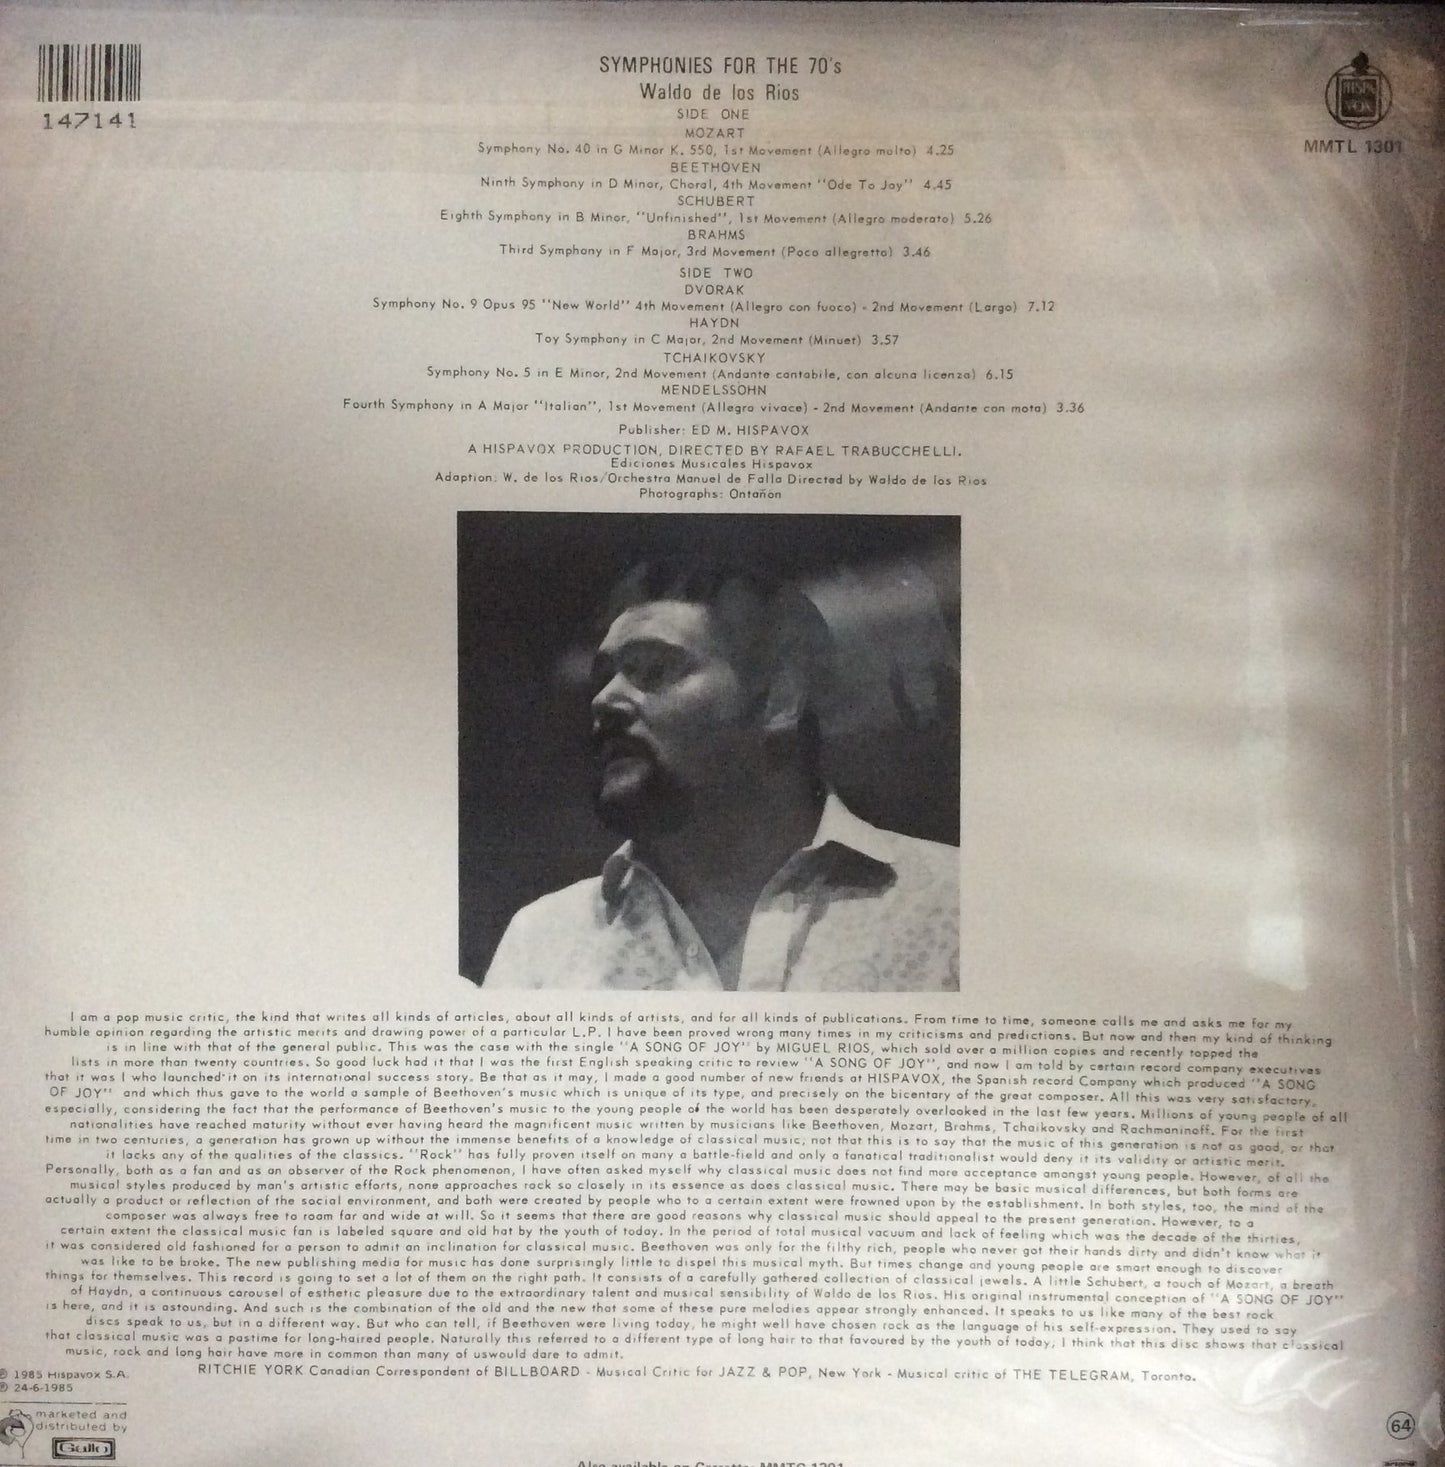 147141
SYMPHONIES FOR THE 70's
Waldo de los Rios
SIDE ONE
MOZART
Symphony No. 40 in G Minor K. 550, 1st Movement (Allegro molto) 4.25
BEETHOVEN
Ninth Symphony in D Minor, Choral, 4th Movement "Ode To Joy" 4.45
SCHUBERT
Eighth Symphony in B Minor, "Unfinished", 1st Movement (Allegro moderato) 5.26
BRAHMS
Third Symphony in F Major, 3rd Movement (Poco allegretto) 3.46
SIDE TWO
DVORAK
Symphony No. 9 Opus 95 "New World" 4th Movement (Allegro con fuoco) - 2nd Movement (Largo) 7.12
HAYDN
Toy Symphony in C Major, 2nd Movement (Minuet) 3.57
TCHAIKOVSKY
Symphony No. 5 in E Minor, 2nd Movement (Andante cantabile, con alcuna licenza) 6.15
MENDELSSOHN
Fourth Symphony in A Major "Italian", 1st Movement (Allegro vivace) - 2nd Movement (Andante con moto) 3.36
Publisher: ED M. HISPAVOX
A HISPAVOX PRODUCTION, DIRECTED BY RAFAEL TRABUCCHELLI.
Ediciones Musicales Hispavox
Adaption: W. de los Rios/Orchestra Manuel de Falla Directed by Waldo de los Rios
Photographs: Ontañon
HISPA
VOX
MMTL 1301
I am a pop music critic, the kind that writes all kinds of articles, about all kinds of artists, and for all kinds of publications. From time to time, someone calls me and asks me for my
humble opinion regarding the artistic merits and drawing power of a particular L.P. I have been proved wrong many times in my criticisms and predictions. But now and then my kind of thinking
is in line with that of the general public. This was the case with the single "A SONG OF JOY" by MIGUEL RIOS, which sold over a million copies and recently topped the
lists in more than twenty countries. So good luck had it that I was the first English speaking critic to review "A SONG OF JOY", and now I am told by certain record company executives
that it was I who launched it on its international success story. Be that as it may, I made a good number of new friends at HISPAVOX, the Spanish record Company which produced "A SONG
OF JOY" and which thus gave to the world a sample of Beethoven's music which is unique of its type, and precisely on the bicentary of the great composer. All this was very satisfactory,
especially, considering the fact that the performance of Beethoven's music to the young people of the world has been desperately overlooked in the last few years. Millions of young people of all
nationalities have reached maturity without ever having heard the magnificent music written by musicians like Beethoven, Mozart, Brahms, Tchaikovsky and Rachmaninoff. For the first
time in two centuries, a generation has grown up without the immense benefits of a knowledge of classical music; not that this is to say that the music of this generation is not as good, or that
it lacks any of the qualities of the classics. "Rock" has fully proven itself on many a battle-field and only a fanatical traditionalist would deny it its validity or artistic merit.
Personally, both as a fan and as an observer of the Rock phenomenon, I have often asked myself why classical music does not find more acceptance amongst young people. However, of all the
musical styles produced by man's artistic efforts, none approaches rock so closely in its essence as does classical music. There may be basic musical differences, but both forms are
actually a product or reflection of the social environment, and both were created by people who to a certain extent were frowned upon by the establishment. In both styles, too, the mind of the
composer was always free to roam far and wide at will. So it seems that there are good reasons why classical music should appeal to the present generation. However, to a
certain extent the classical music fan is labeled square and old hat by the youth of today. In the period of total musical vacuum and lack of feeling which was the decade of the thirties,
it was considered old fashioned for a person to admit an inclination for classical music. Beethoven was only for the filthy rich, people who never got their hands dirty and didn't know what it
was like to be broke. The new publishing media for music has done surprisingly little to dispel this musical myth. But times change and young people are smart enough to discover
things for themselves. This record is going to set a lot of them on the right path. It consists of a carefully gathered collection of classical jewels. A little Schubert, a touch of Mozart, a breath
of Haydn, a continuous carousel of esthetic pleasure due to the extraordinary talent and musical sensibility of Waldo de los Rios. His original instrumental conception of "A SONG OF JOY"
is here, and it is astounding. And such is the combination of the old and the new that some of these pure melodies appear strongly enhanced. It speaks to us like many of the best rock
discs speak to us, but in a different way. But who can tell, if Beethoven were living today, he might well have chosen rock as the language of his self-expression. They used to say
that classical music was a pastime for long-haired people. Naturally this referred to a different type of long hair to that favoured by the youth of today; I think that this disc shows that classical
music, rock and long hair have more in common than many of uswould dare to admit.
RITCHIE YORK Canadian Correspondent of BILLBOARD - Musical Critic for JAZZ & POP, New York - Musical critic of THE TELEGRAM, Toronto.
℗ 1985 Hispavox S.A.
℗ 24-6-1985
marketed and
distributed by
Gallo
64
Also available on Cassette: MMTC 1301